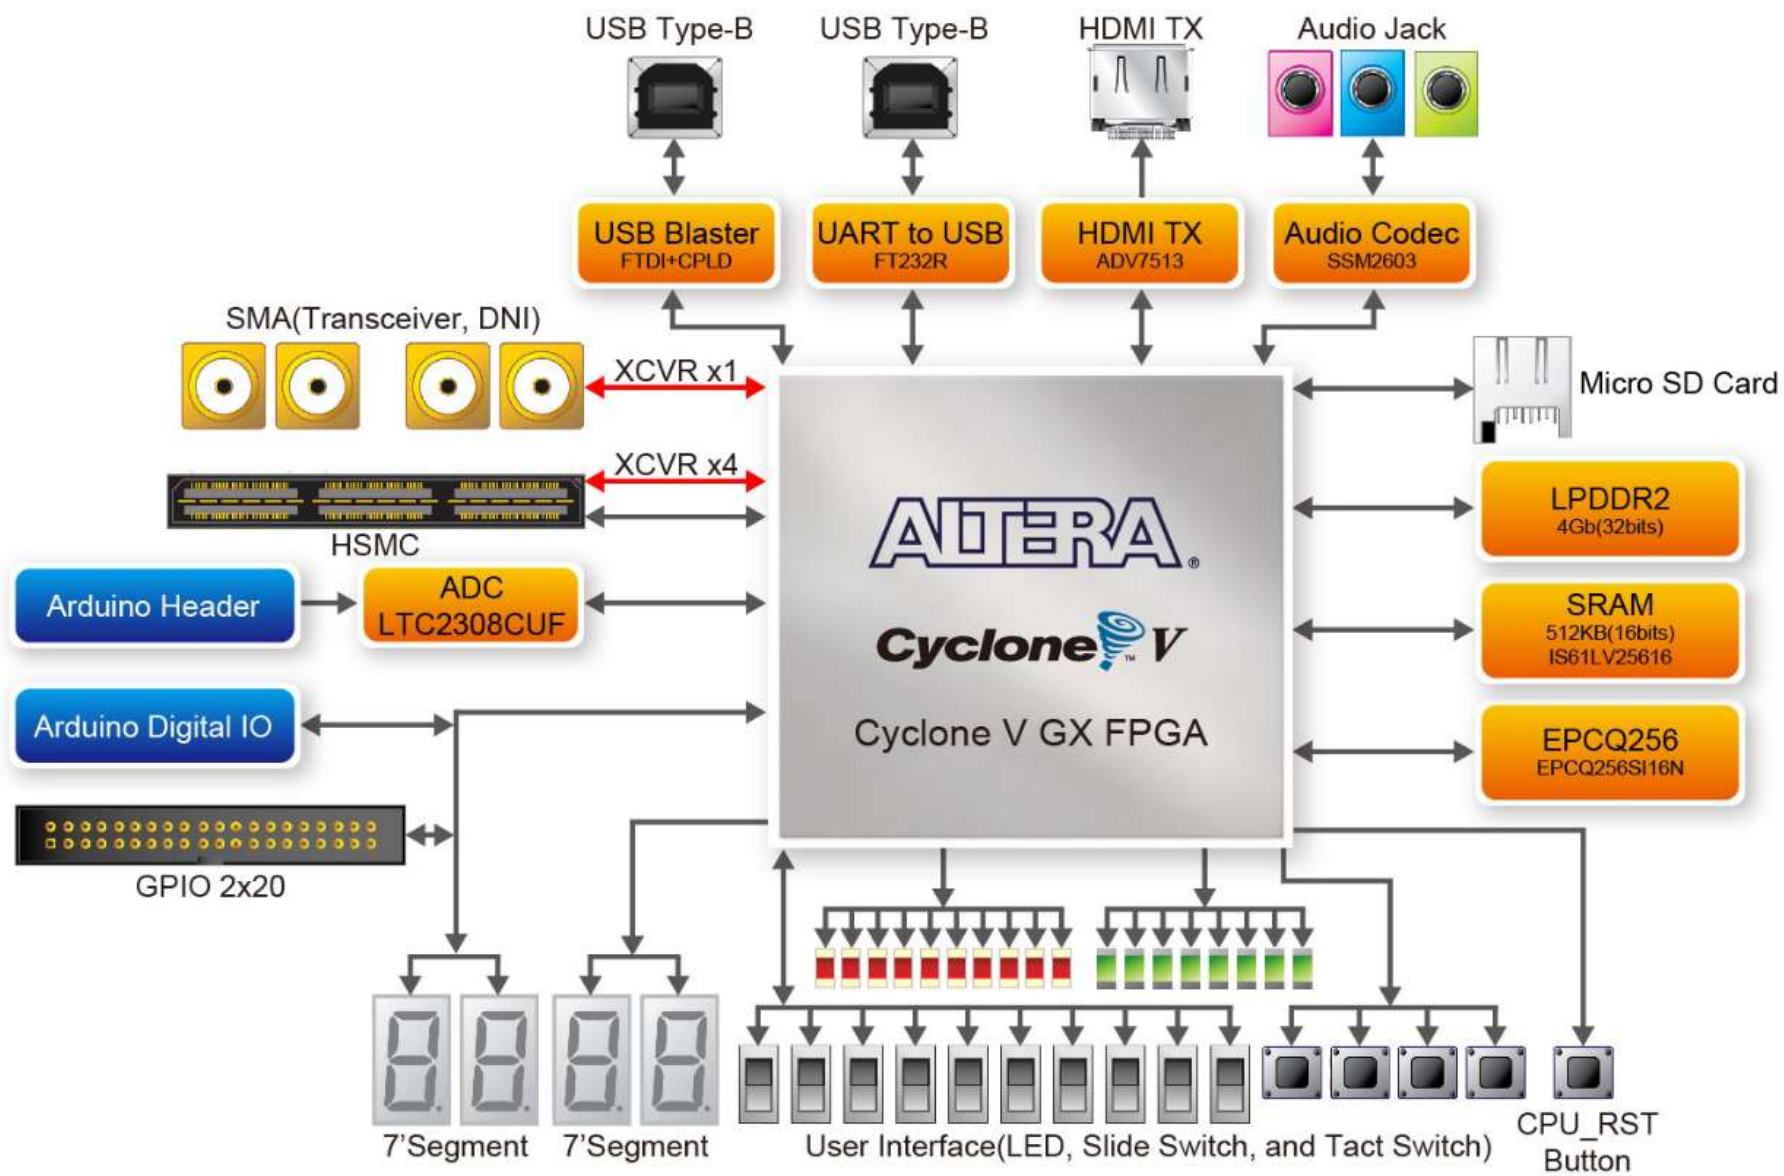 USB Type-B
USB Type-B
HDMI TX
Audio Jack
USB Blaster
FTDI+CPLD
UART to USB
FT232R
HDMI TX
ADV7513
Audio Codec
SSM2603
SMA(Transceiver, DNI)
XCVR x1
Micro SD Card
XCVR x4
HSMC
LPDDR2
4Gb(32bits)
ALTERA®
Arduino Header
ADC
LTC2308CUF
Cyclone™ V
SRAM
512KB(16bits)
IS61LV25616
Arduino Digital IO
Cyclone V GX FPGA
EPCQ256
EPCQ256SI16N
GPIO 2x20
7'Segment
7'Segment
User Interface(LED, Slide Switch, and Tact Switch)
CPU_RST
Button